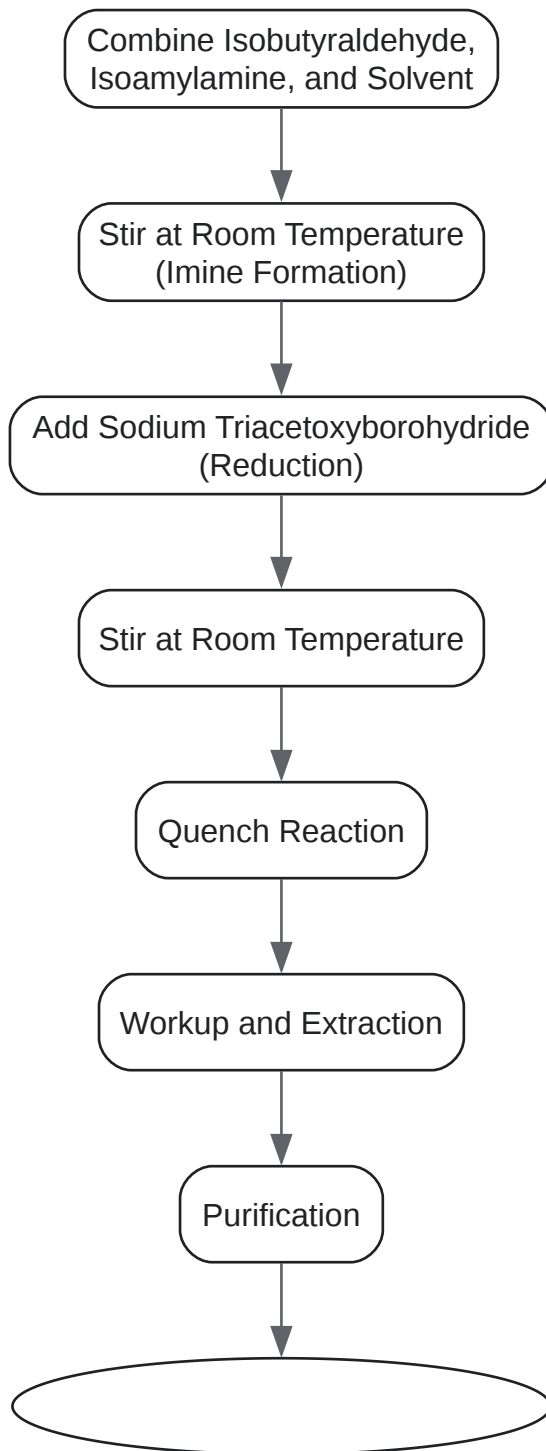 Combine Isobutyraldehyde,
Isoamylamine, and Solvent
Stir at Room Temperature
(Imine Formation)
Add Sodium Triacetoxyborohydride
(Reduction)
Stir at Room Temperature
Quench Reaction
Workup and Extraction
Purification